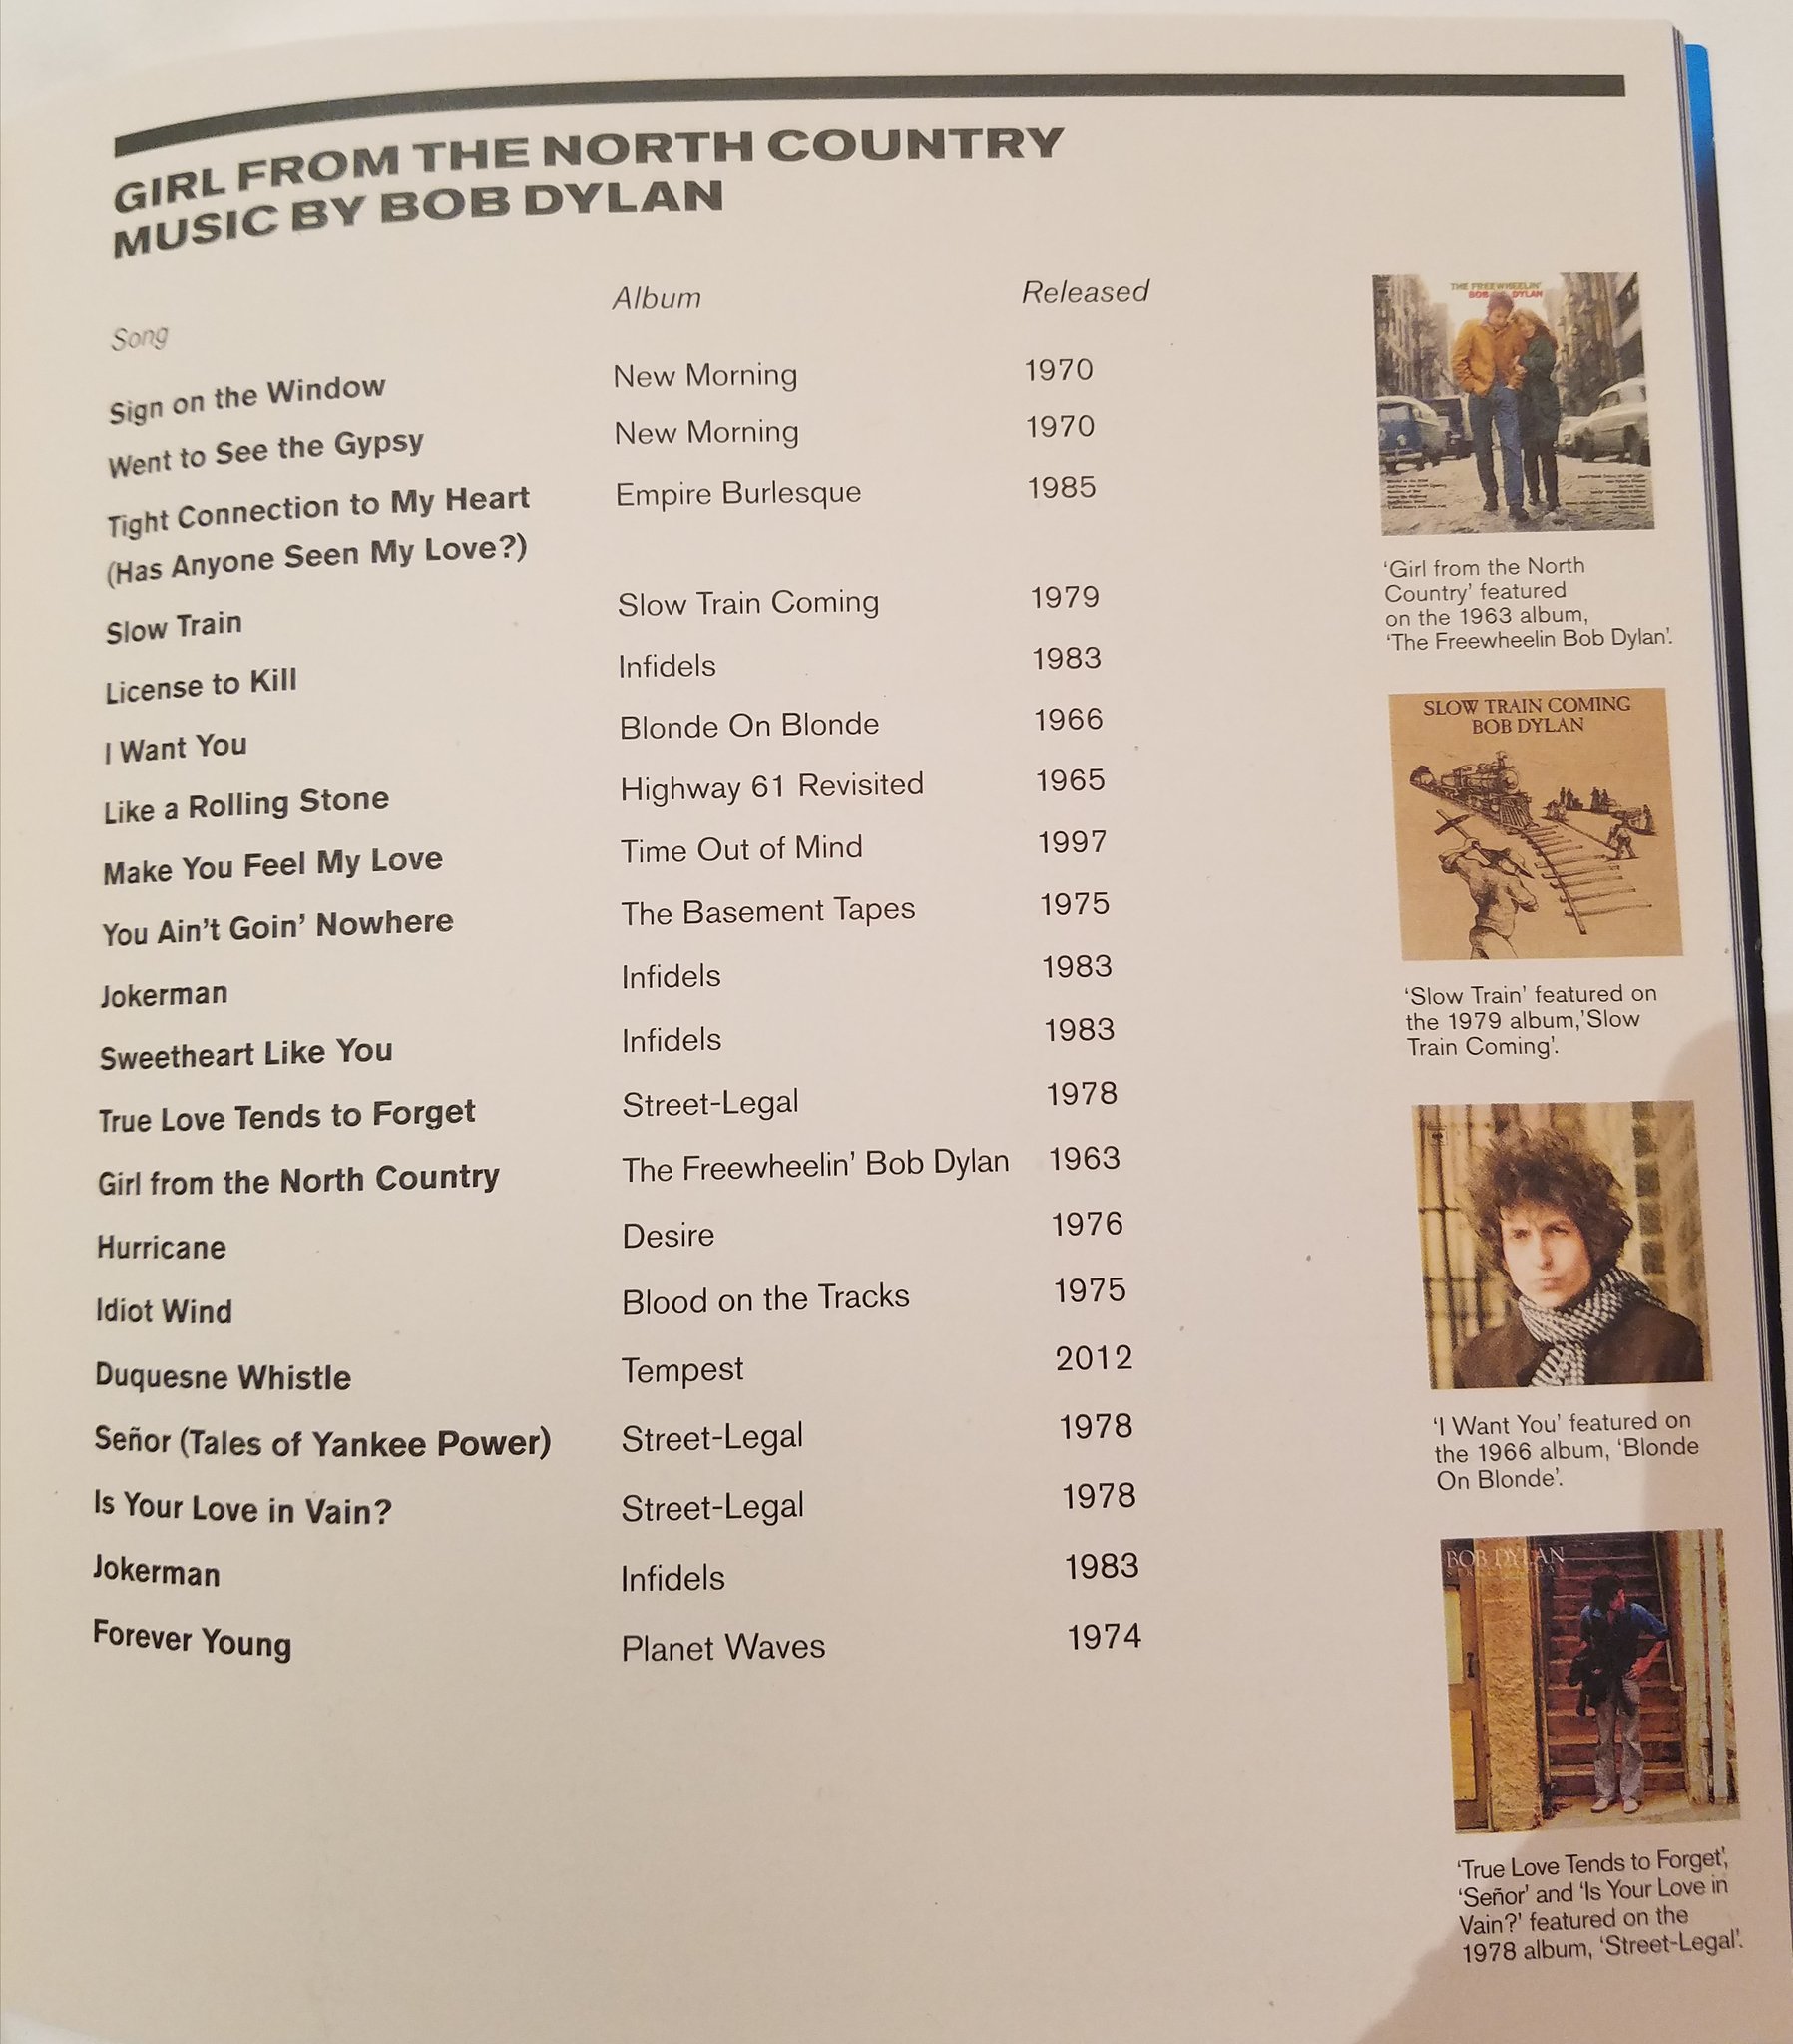 GIRL FROM THE NORTH COUNTRY
MUSIC BY BOB DYLAN
Song Album Released
Sign on the Window New Morning 1970
Went to See the Gypsy New Morning 1970
Tight Connection to My Heart Empire Burlesque 1985
(Has Anyone Seen My Love?)
Slow Train Slow Train Coming 1979
License to Kill Infidels 1983
I Want You Blonde On Blonde 1966
Like a Rolling Stone Highway 61 Revisited 1965
Make You Feel My Love Time Out of Mind 1997
You Ain't Goin' Nowhere The Basement Tapes 1975
Jokerman Infidels 1983
Sweetheart Like You Infidels 1983
True Love Tends to Forget Street-Legal 1978
Girl from the North Country The Freewheelin' Bob Dylan 1963
Hurricane Desire 1976
Idiot Wind Blood on the Tracks 1975
Duquesne Whistle Tempest 2012
Señor (Tales of Yankee Power) Street-Legal 1978
Is Your Love in Vain? Street-Legal 1978
Jokerman Infidels 1983
Forever Young Planet Waves 1974
THE FREEWHEELIN'
BOB DYLAN
'Girl from the North
Country' featured
on the 1963 album,
'The Freewheelin Bob Dylan'.
SLOW TRAIN COMING
BOB DYLAN
'Slow Train' featured on
the 1979 album,'Slow
Train Coming'.
'I Want You' featured on
the 1966 album, 'Blonde
On Blonde'.
BOB DYLAN
'True Love Tends to Forget',
'Señor' and 'Is Your Love in
Vain?' featured on the
1978 album, 'Street-Legal'.